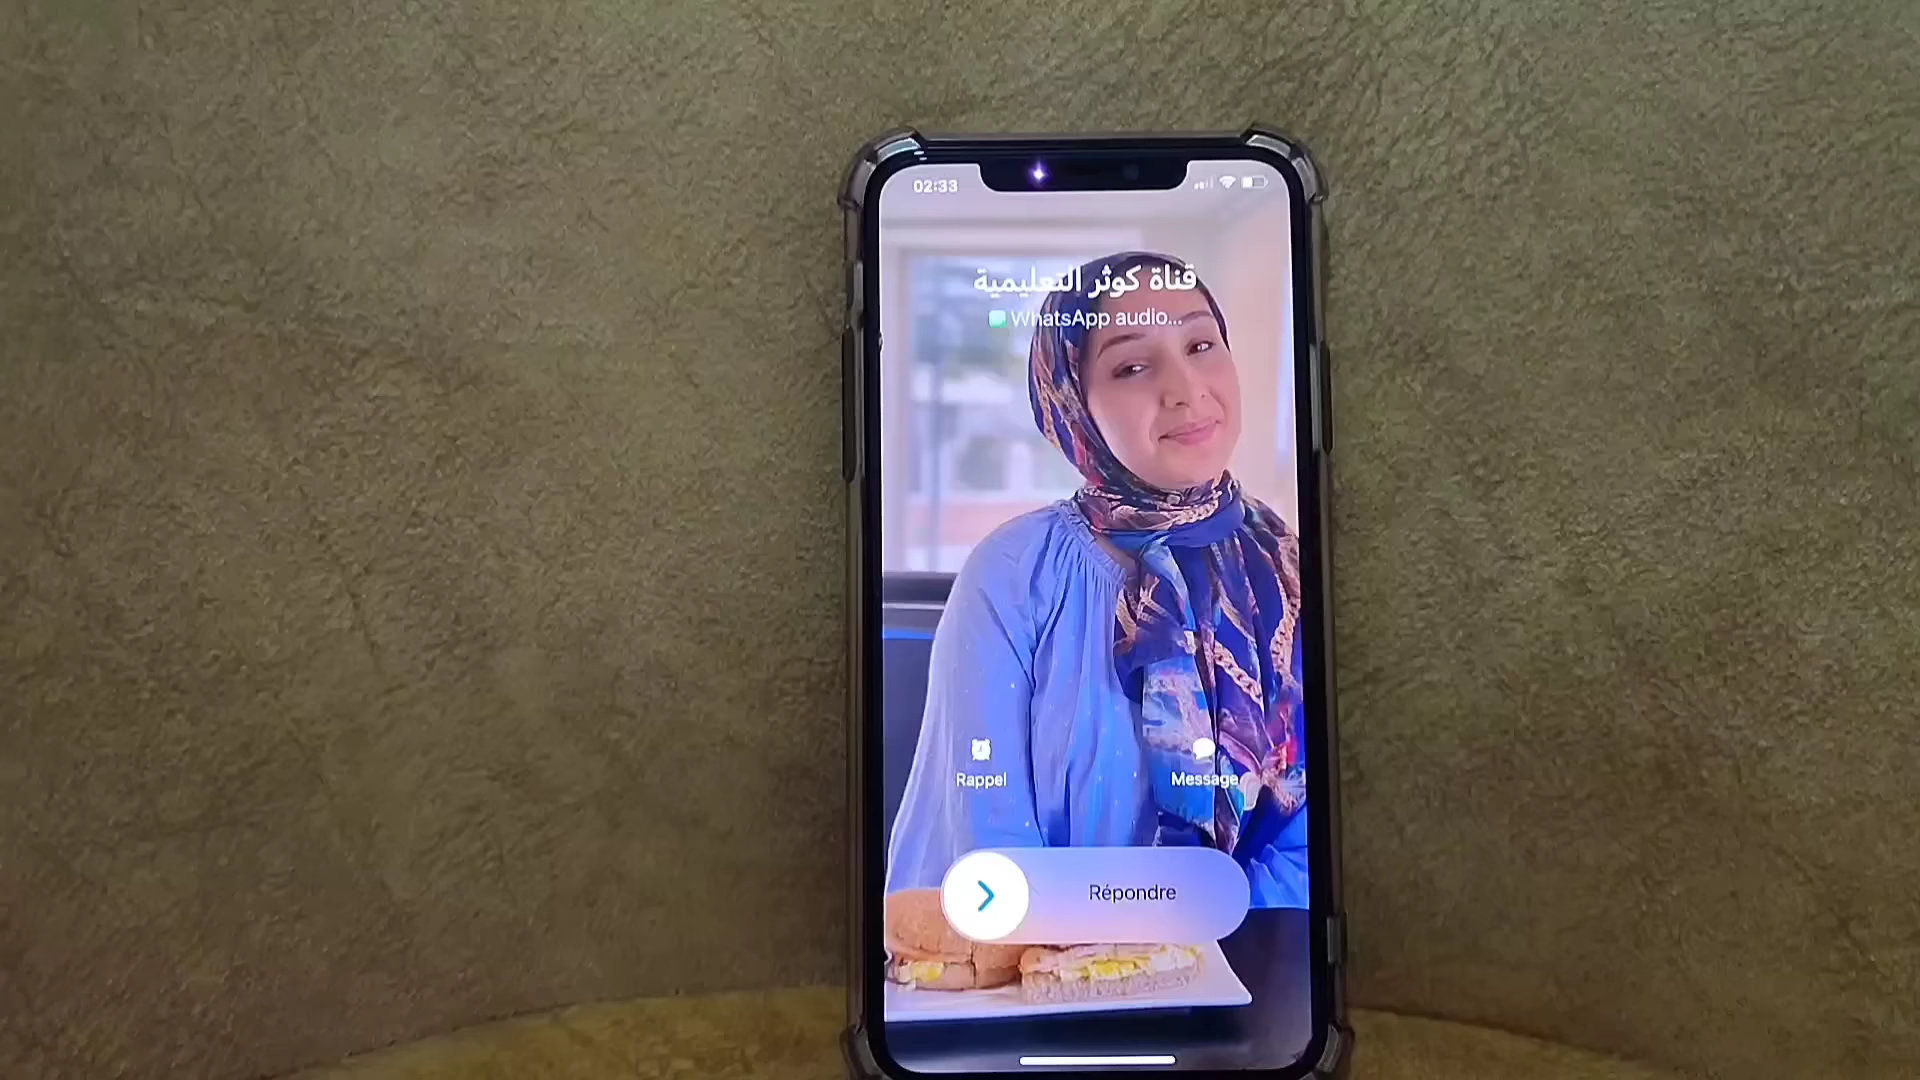 02:33
قناة كوثر التعليمية
WhatsApp audio...
Rappel
Message
Répondre